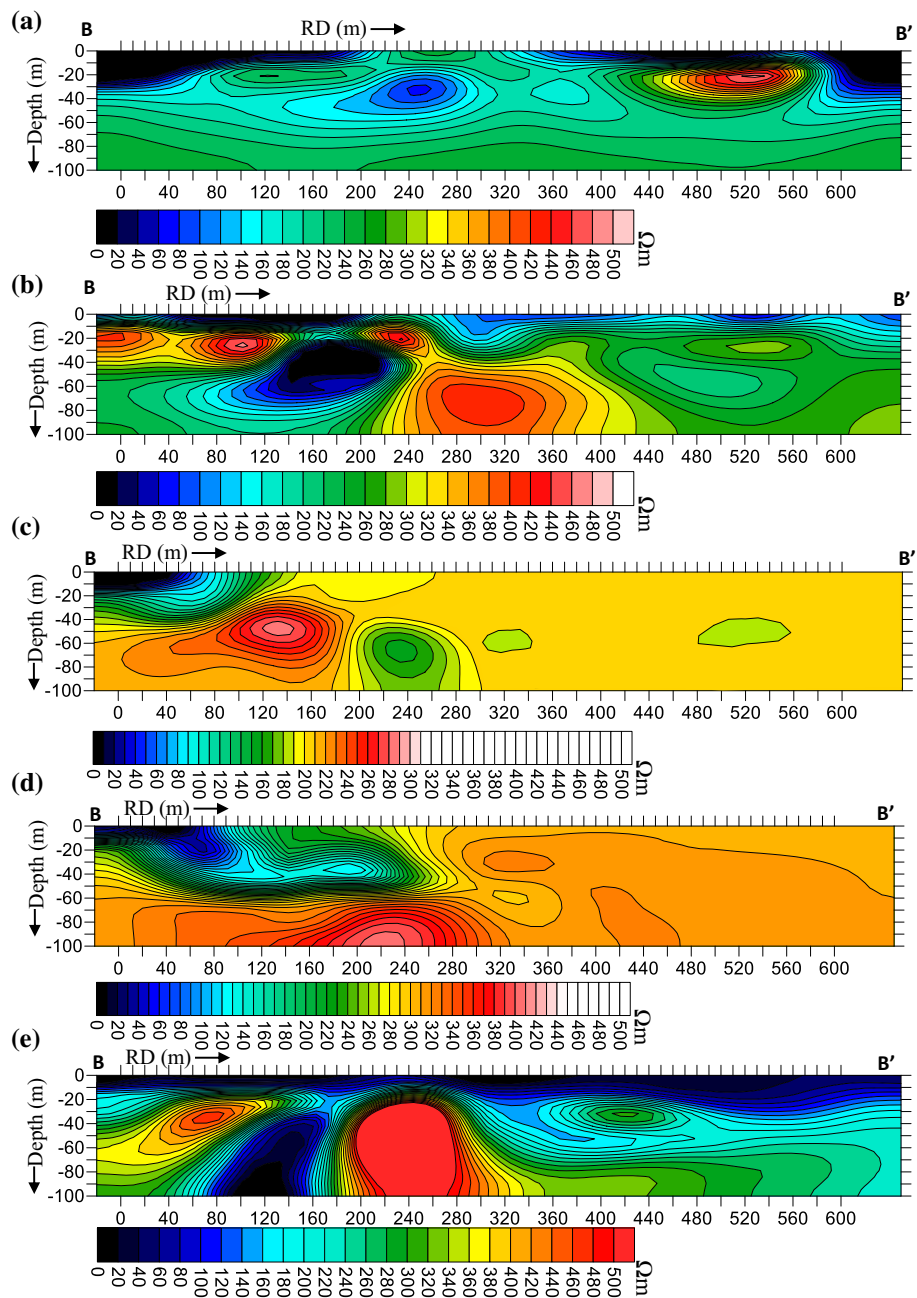 (a)
B RD (m) B'
Depth (m)
0
-20
-40
-60
-80
-100
0 40 80 120 160 200 240 280 320 360 400 440 480 520 560 600
0 20 40 60 80 100 120 140 160 180 200 220 240 260 280 300 320 340 360 380 400 420 440 460 480 500 Ωm
(b)
B RD (m) B'
Depth (m)
0
-20
-40
-60
-80
-100
0 40 80 120 160 200 240 280 320 360 400 440 480 520 560 600
0 20 40 60 80 100 120 140 160 180 200 220 240 260 280 300 320 340 360 380 400 420 440 460 480 500 Ωm
(c)
B RD (m) B'
Depth (m)
0
-20
-40
-60
-80
-100
0 40 80 120 160 200 240 280 320 360 400 440 480 520 560 600
0 20 40 60 80 100 120 140 160 180 200 220 240 260 280 300 320 340 360 380 400 420 440 460 480 500 Ωm
(d)
B RD (m) B'
Depth (m)
0
-20
-40
-60
-80
-100
0 40 80 120 160 200 240 280 320 360 400 440 480 520 560 600
0 20 40 60 80 100 120 140 160 180 200 220 240 260 280 300 320 340 360 380 400 420 440 460 480 500 Ωm
(e)
B RD (m) B'
Depth (m)
0
-20
-40
-60
-80
-100
0 40 80 120 160 200 240 280 320 360 400 440 480 520 560 600
0 20 40 60 80 100 120 140 160 180 200 220 240 260 280 300 320 340 360 380 400 420 440 460 480 500 Ωm